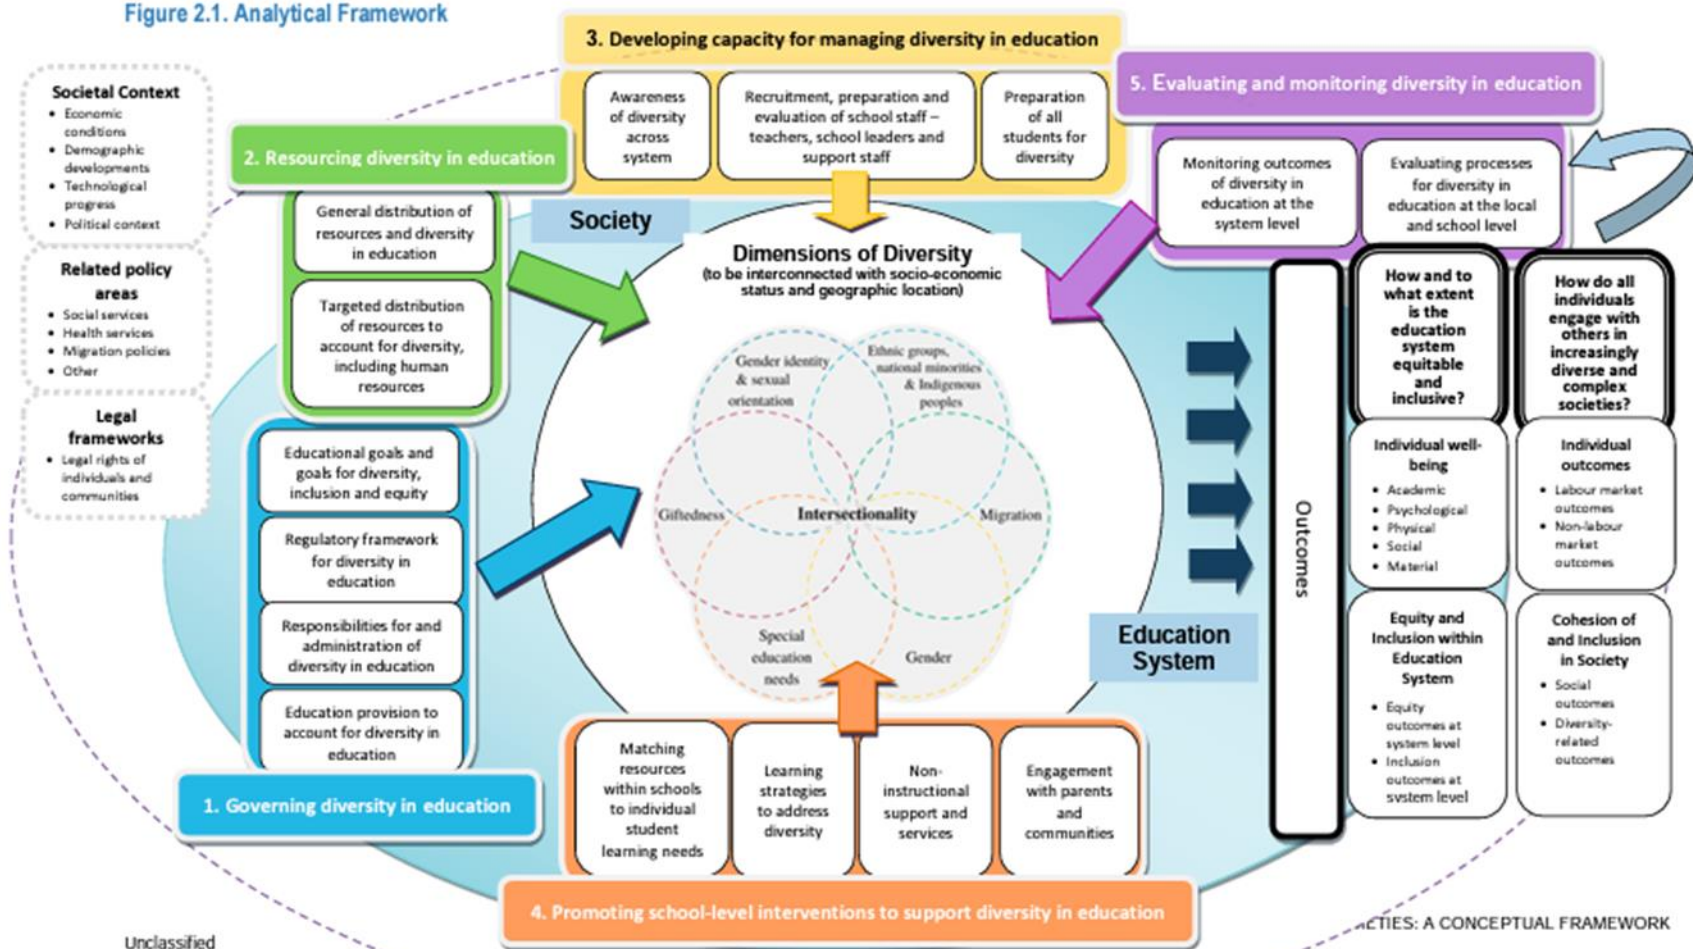 Figure 2.1. Analytical Framework
Societal Context
• Economic
conditions
• Demographic
developments
• Technological
progress
• Political context
Related policy
areas
• Social services
• Health services
• Migration policies
• Other
Legal
frameworks
• Legal rights of
individuals and
communities
2. Resourcing diversity in education
General distribution of
resources and diversity
in education
Targeted distribution
of resources to
account for diversity,
including human
resources
Educational goals and
goals for diversity,
inclusion and equity
Regulatory framework
for diversity in
education
Responsibilities for and
administration of
diversity in education
Education provision to
account for diversity in
education
1. Governing diversity in education
3. Developing capacity for managing diversity in education
Awareness
of diversity
across
system
Recruitment, preparation and
evaluation of school staff –
teachers, school leaders and
support staff
Preparation
of all
students for
diversity
Society
Dimensions of Diversity
(to be interconnected with socio-economic
status and geographic location)
Gender identity
& sexual
orientation
Ethnic groups,
national minorities
& Indigenous
peoples
Giftedness
Intersectionality
Migration
Special
education
needs
Gender
Education
System
Matching
resources
within schools
to individual
student
learning needs
Learning
strategies
to address
diversity
Non-
instructional
support and
services
Engagement
with parents
and
communities
4. Promoting school-level interventions to support diversity in education
5. Evaluating and monitoring diversity in education
Monitoring outcomes
of diversity in
education at the
system level
Evaluating processes
for diversity in
education at the local
and school level
Outcomes
How and to
what extent
is the
education
system
equitable
and
inclusive?
Individual well-
being
• Academic
• Psychological
• Physical
• Social
• Material
Equity and
Inclusion within
Education
System
• Equity
outcomes at
system level
• Inclusion
outcomes at
system level
How do all
individuals
engage with
others in
increasingly
diverse and
complex
societies?
Individual
outcomes
• Labour market
outcomes
• Non-labour
market
outcomes
Cohesion of
and Inclusion
in Society
• Social
outcomes
• Diversity-
related
outcomes
A CONCEPTUAL FRAMEWORK
Unclassified